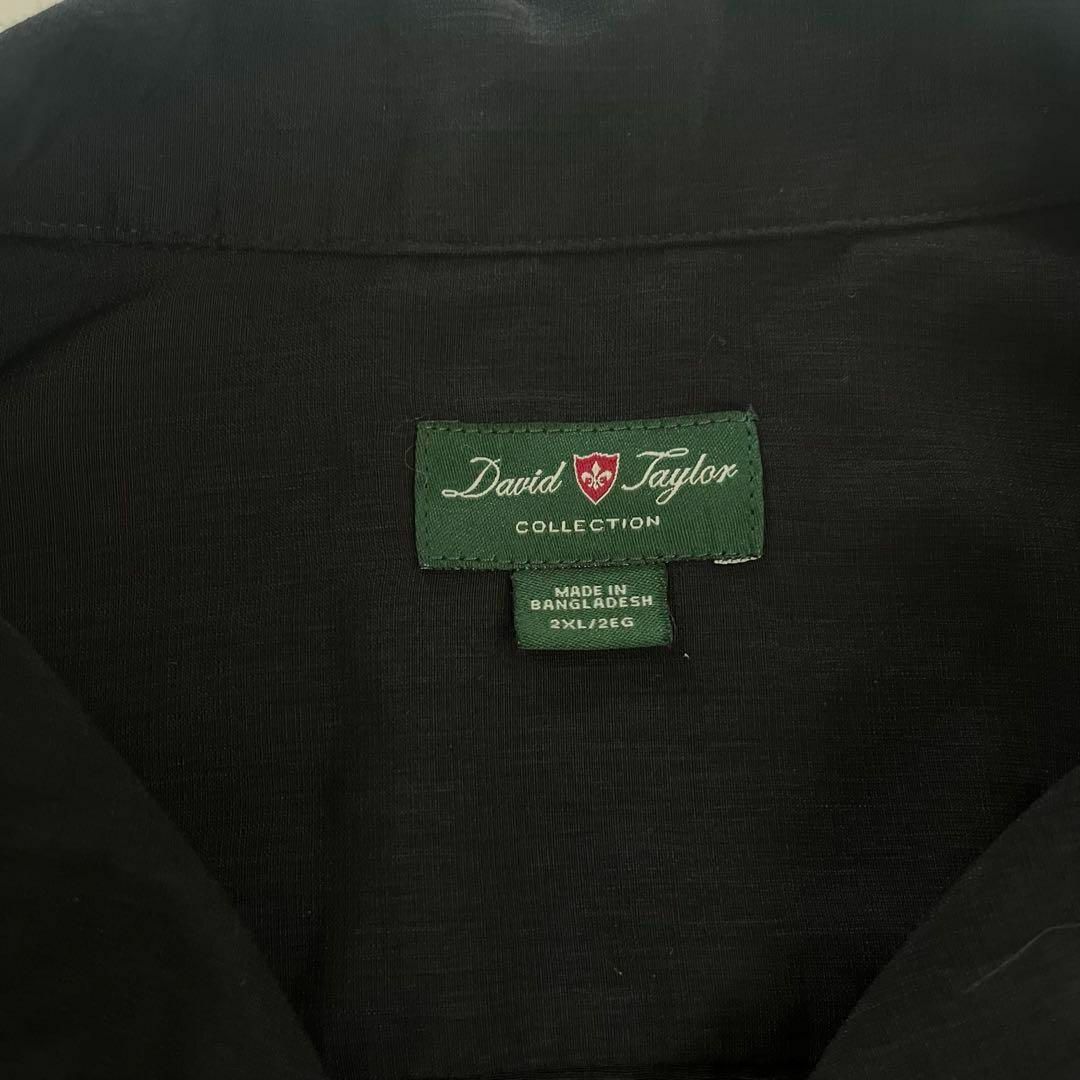 David Taylor
COLLECTION
MADE IN
BANGLADESH
2XL/2EG